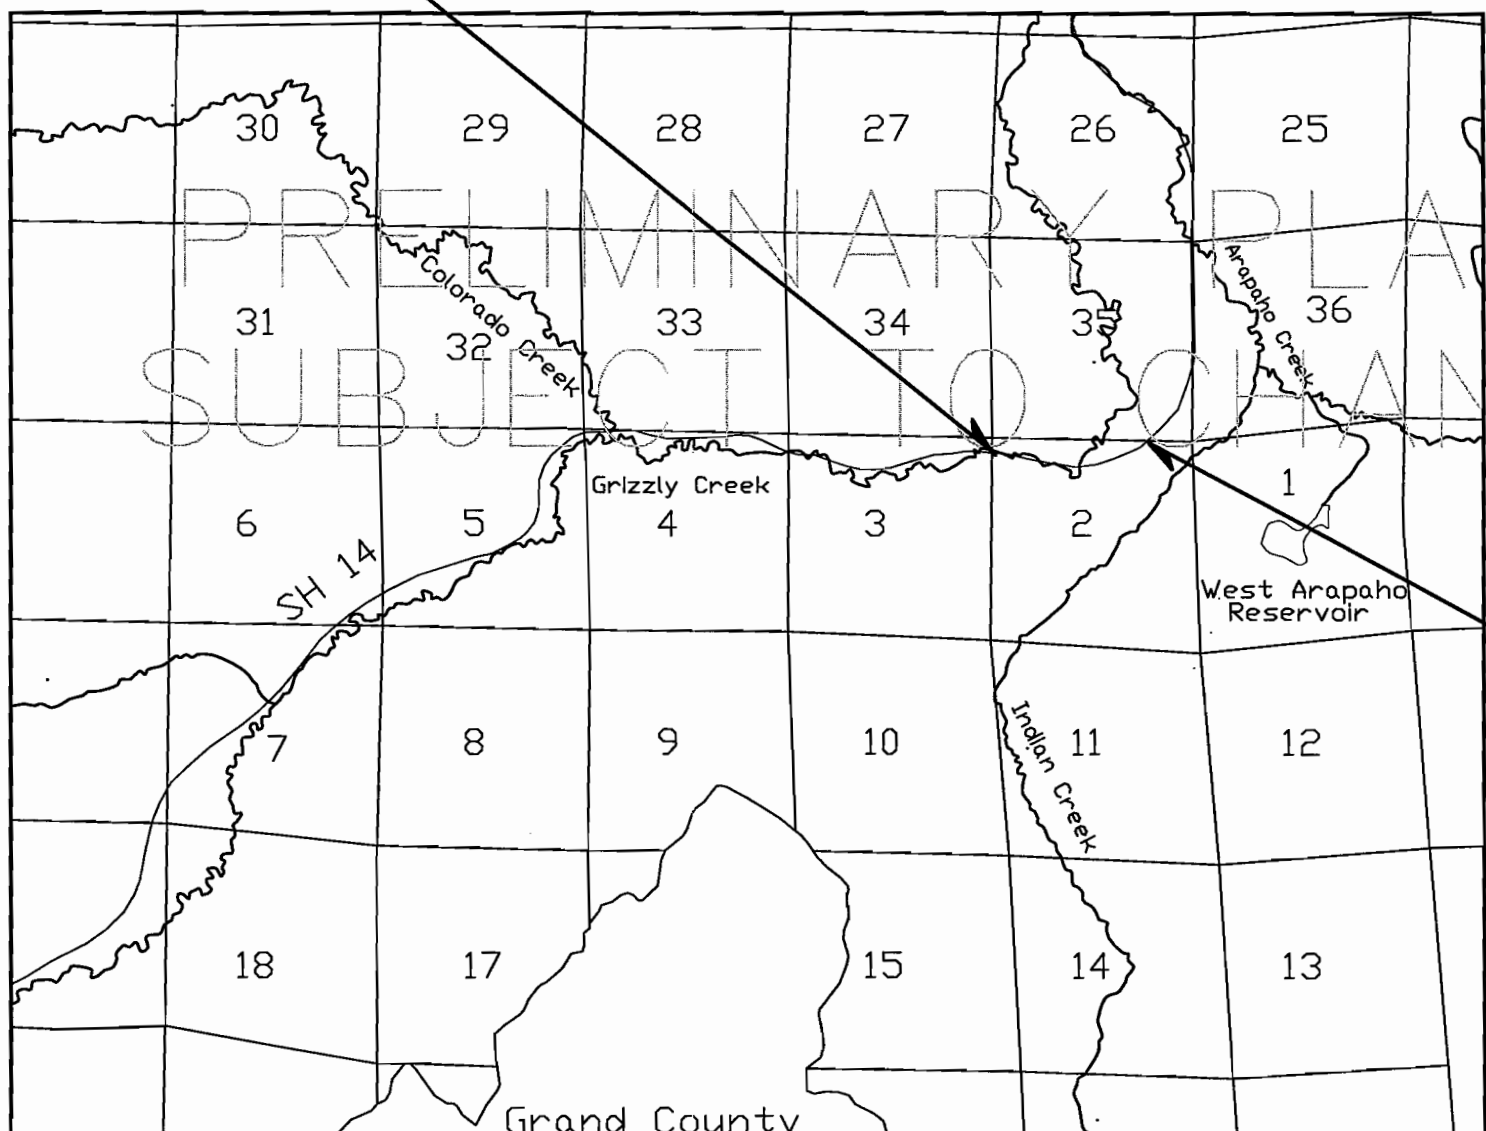 30 29 28 27 26 25
PRELIMINARY PLA
Colorado Creek
Arapaho Creek
31 32 33 34 35 36
SUBJECT TO CHAN
Grizzly Creek
6 5 4 3 2 1
SH 14
West Arapaho
Reservoir
Indian Creek
7 8 9 10 11 12
18 17 15 14 13
Grand County